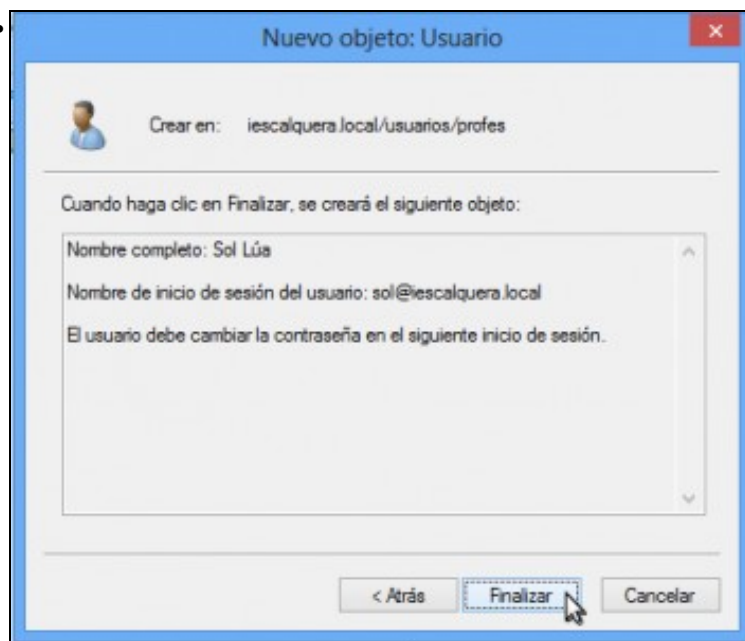 Nuevo objeto: Usuario
Crear en: iescalquera.local/usuarios/profes
Cuando haga clic en Finalizar, se creará el siguiente objeto:
Nombre completo: Sol Lúa
Nombre de inicio de sesión del usuario: sol@iescalquera.local
El usuario debe cambiar la contraseña en el siguiente inicio de sesión.
< Atrás Finalizar Cancelar